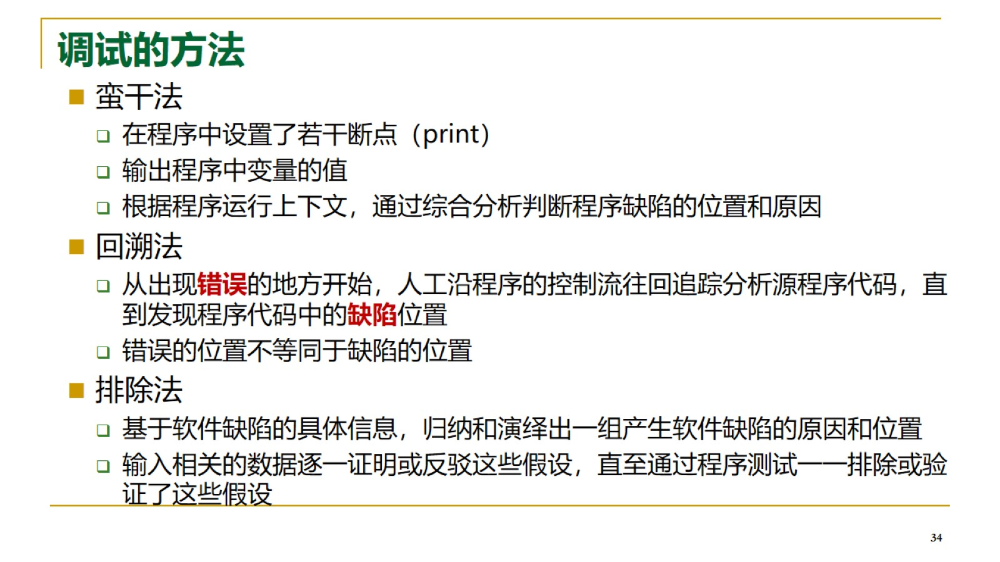 调试的方法
蛮干法
在程序中设置了若干断点（print）
输出程序中变量的值
根据程序运行上下文，通过综合分析判断程序缺陷的位置和原因
回溯法
从出现错误的地方开始，人工沿程序的控制流往回追踪分析源程序代码，直
到发现程序代码中的缺陷位置
错误的位置不等同于缺陷的位置
排除法
基于软件缺陷的具体信息，归纳和演绎出一组产生软件缺陷的原因和位置
输入相关的数据逐一证明或反驳这些假设，直至通过程序测试一一排除或验
证了这些假设
34